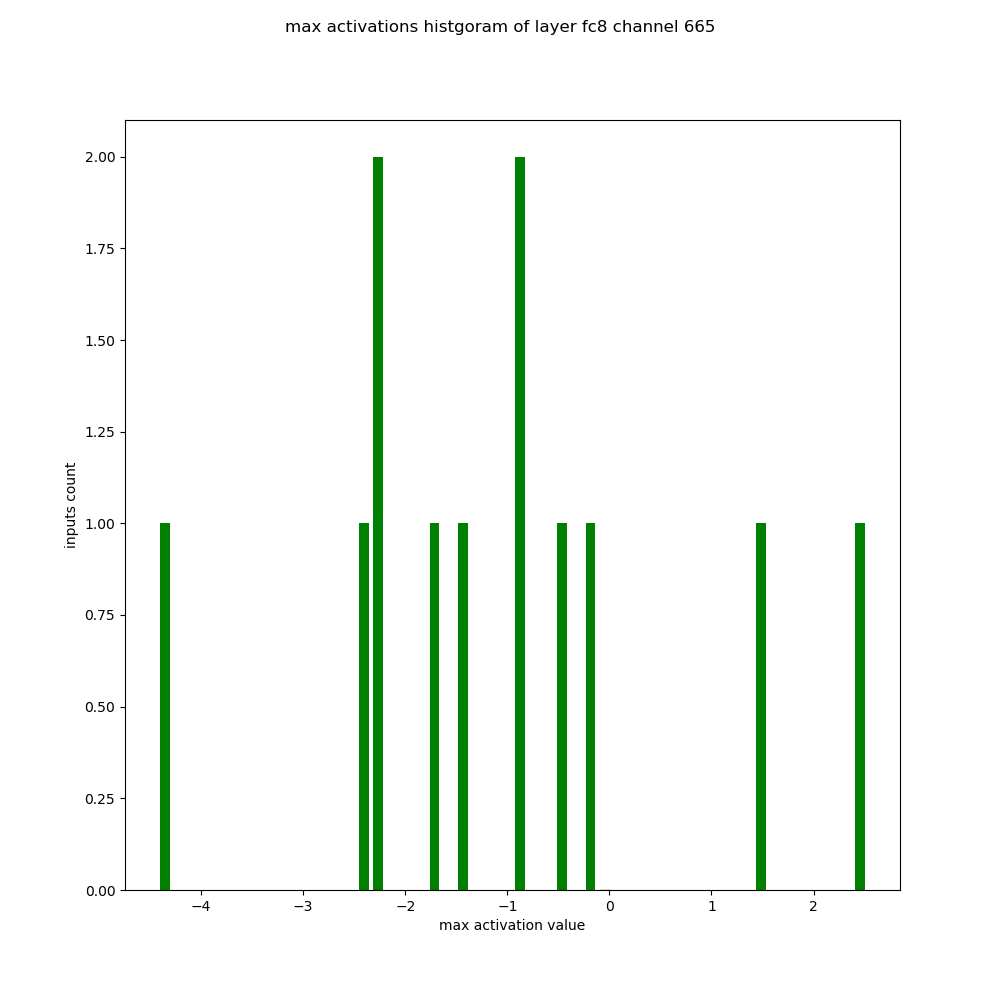 max activations histgoram of layer fc8 channel 665
2.00
1.75
1.50
1.25
1.00
0.75
0.50
0.25
0.00
inputs count
−4 −3 −2 −1 0 1 2
max activation value